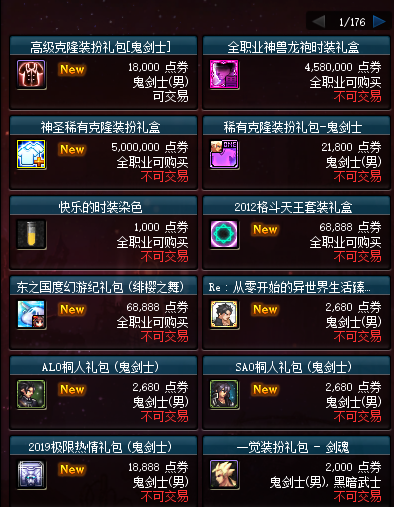 1/176
高级克隆装扮礼包[鬼剑士]
New
18,000 点券
鬼剑士(男)
可交易
全职业神兽龙袍时装礼盒
4,580,000 点券
全职业可购买
不可交易
神圣稀有克隆装扮礼盒
New
5,000,000 点券
全职业可购买
不可交易
稀有克隆装扮礼包-鬼剑士
21,800 点券
鬼剑士(男)
不可交易
快乐的时装染色
1,000 点券
全职业可购买
不可交易
2012格斗天王套装礼盒
New
68,888 点券
全职业可购买
不可交易
东之国度幻游纪礼包 (绯樱之舞)
New
68,888 点券
全职业可购买
不可交易
Re：从零开始的异世界生活臻…
New
2,680 点券
鬼剑士(男)
不可交易
ALO桐人礼包 (鬼剑士)
New
2,680 点券
鬼剑士(男)
不可交易
SAO桐人礼包 (鬼剑士)
New
2,680 点券
鬼剑士(男)
不可交易
2019极限热情礼包 (鬼剑士)
New
18,888 点券
鬼剑士(男)
不可交易
一觉装扮礼包 - 剑魂
2,000 点券
鬼剑士(男), 黑暗武士
不可交易